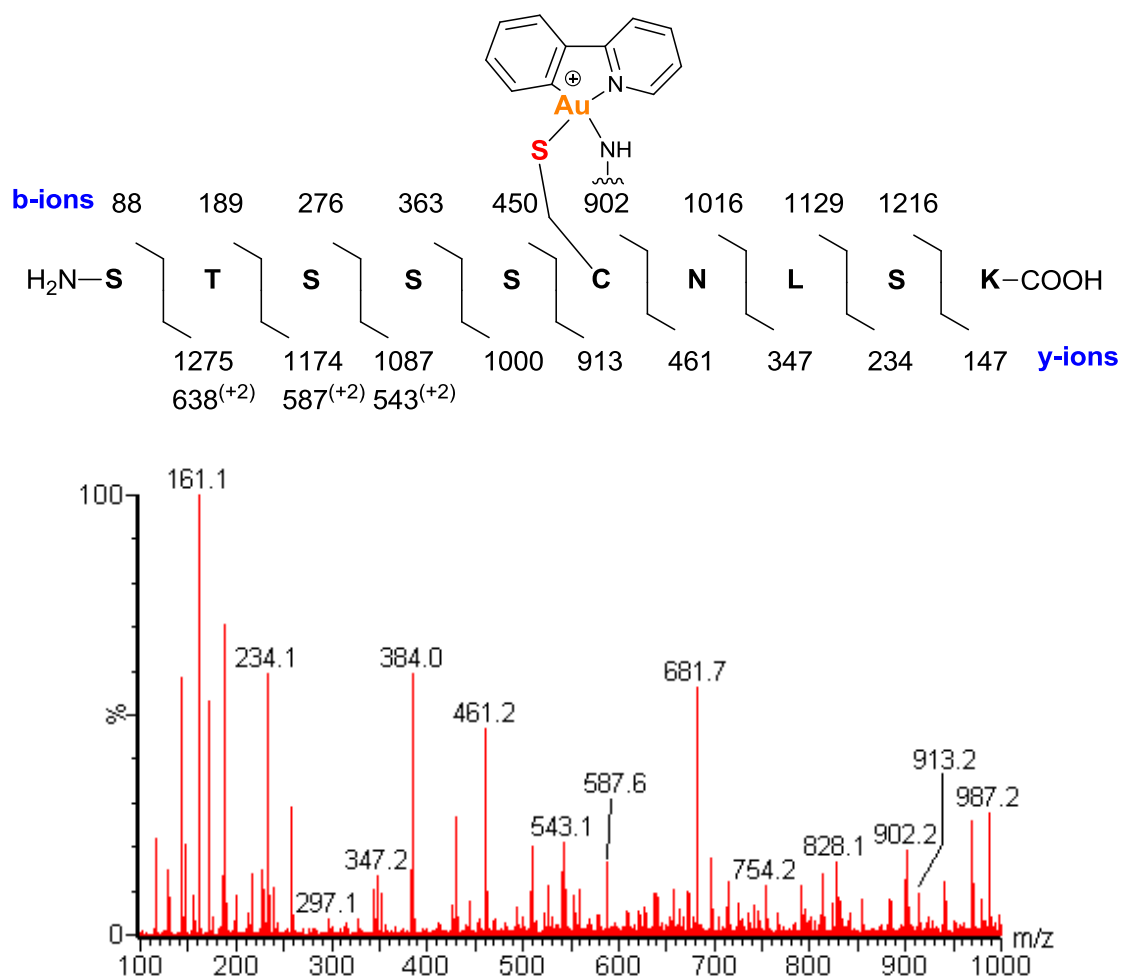 ⊕
N
Au
S NH
b-ions 88 189 276 363 450 902 1016 1129 1216
H₂N–S T S S S S C N L S K–COOH
1275 1174 1087 1000 913 461 347 234 147 y-ions
638(+2) 587(+2) 543(+2)
161.1
100
234.1 384.0 681.7
%
461.2
913.2
587.6
987.2
543.1 902.2
828.1
347.2 754.2
297.1
0 m/z
100 200 300 400 500 600 700 800 900 1000